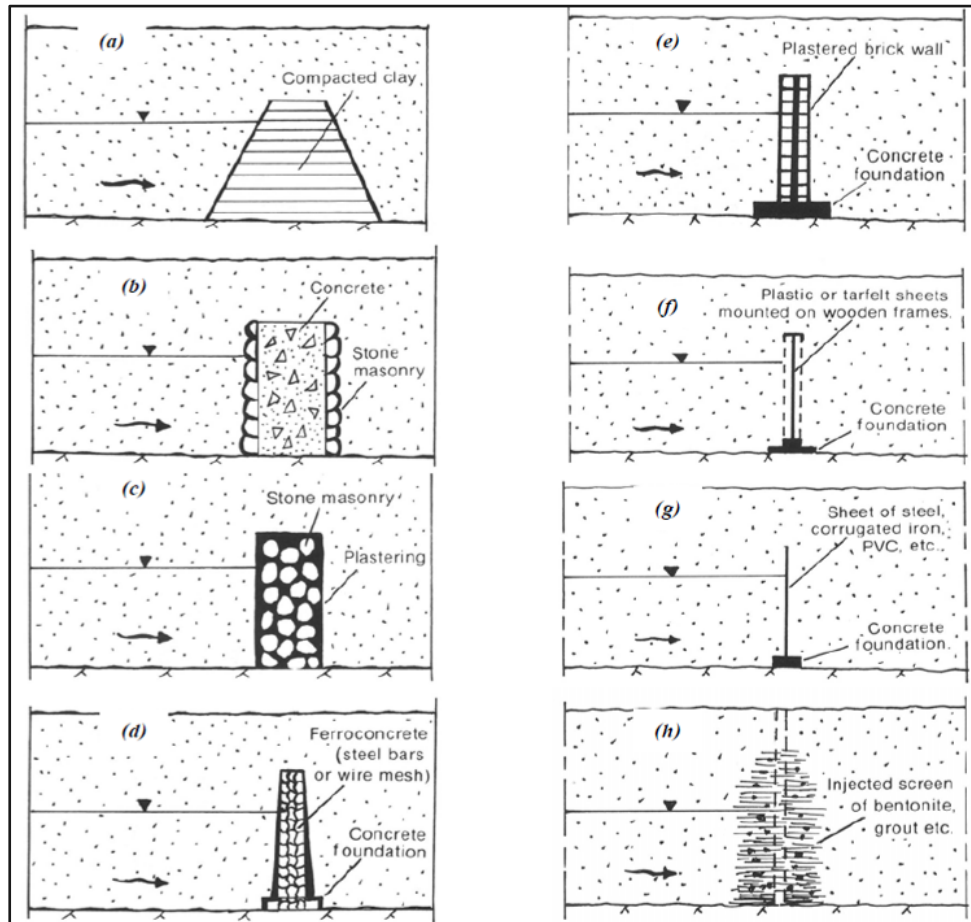 (a)
Compacted clay
(b)
Concrete
Stone
masonry
(c)
Stone masonry
Plastering
(d)
Ferroconcrete
(steel bars
or wire mesh)
Concrete
foundation
(e)
Plastered brick wall
Concrete
foundation
(f)
Plastic or tarfelt sheets
mounted on wooden frames.
Concrete
foundation
(g)
Sheet of steel,
corrugated iron,
PVC, etc.,
Concrete
foundation.
(h)
Injected screen
of bentonite,
grout etc.